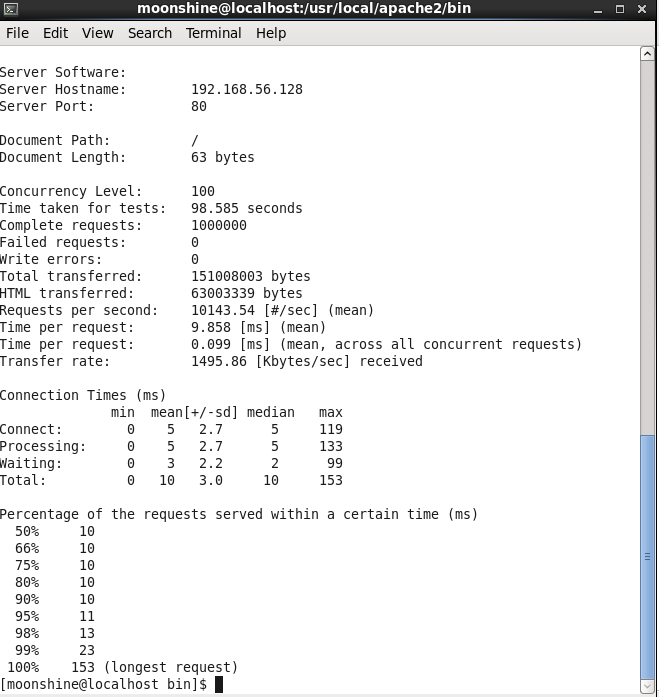 moonshine@localhost:/usr/local/apache2/bin
File Edit View Search Terminal Help
Server Software:
Server Hostname: 192.168.56.128
Server Port: 80
Document Path: /
Document Length: 63 bytes
Concurrency Level: 100
Time taken for tests: 98.585 seconds
Complete requests: 1000000
Failed requests: 0
Write errors: 0
Total transferred: 151008003 bytes
HTML transferred: 63003339 bytes
Requests per second: 10143.54 [#/sec] (mean)
Time per request: 9.858 [ms] (mean)
Time per request: 0.099 [ms] (mean, across all concurrent requests)
Transfer rate: 1495.86 [Kbytes/sec] received
Connection Times (ms)
min mean[+/-sd] median max
Connect: 0 5 2.7 5 119
Processing: 0 5 2.7 5 133
Waiting: 0 3 2.2 2 99
Total: 0 10 3.0 10 153
Percentage of the requests served within a certain time (ms)
50% 10
66% 10
75% 10
80% 10
90% 10
95% 11
98% 13
99% 23
100% 153 (longest request)
[moonshine@localhost bin]$